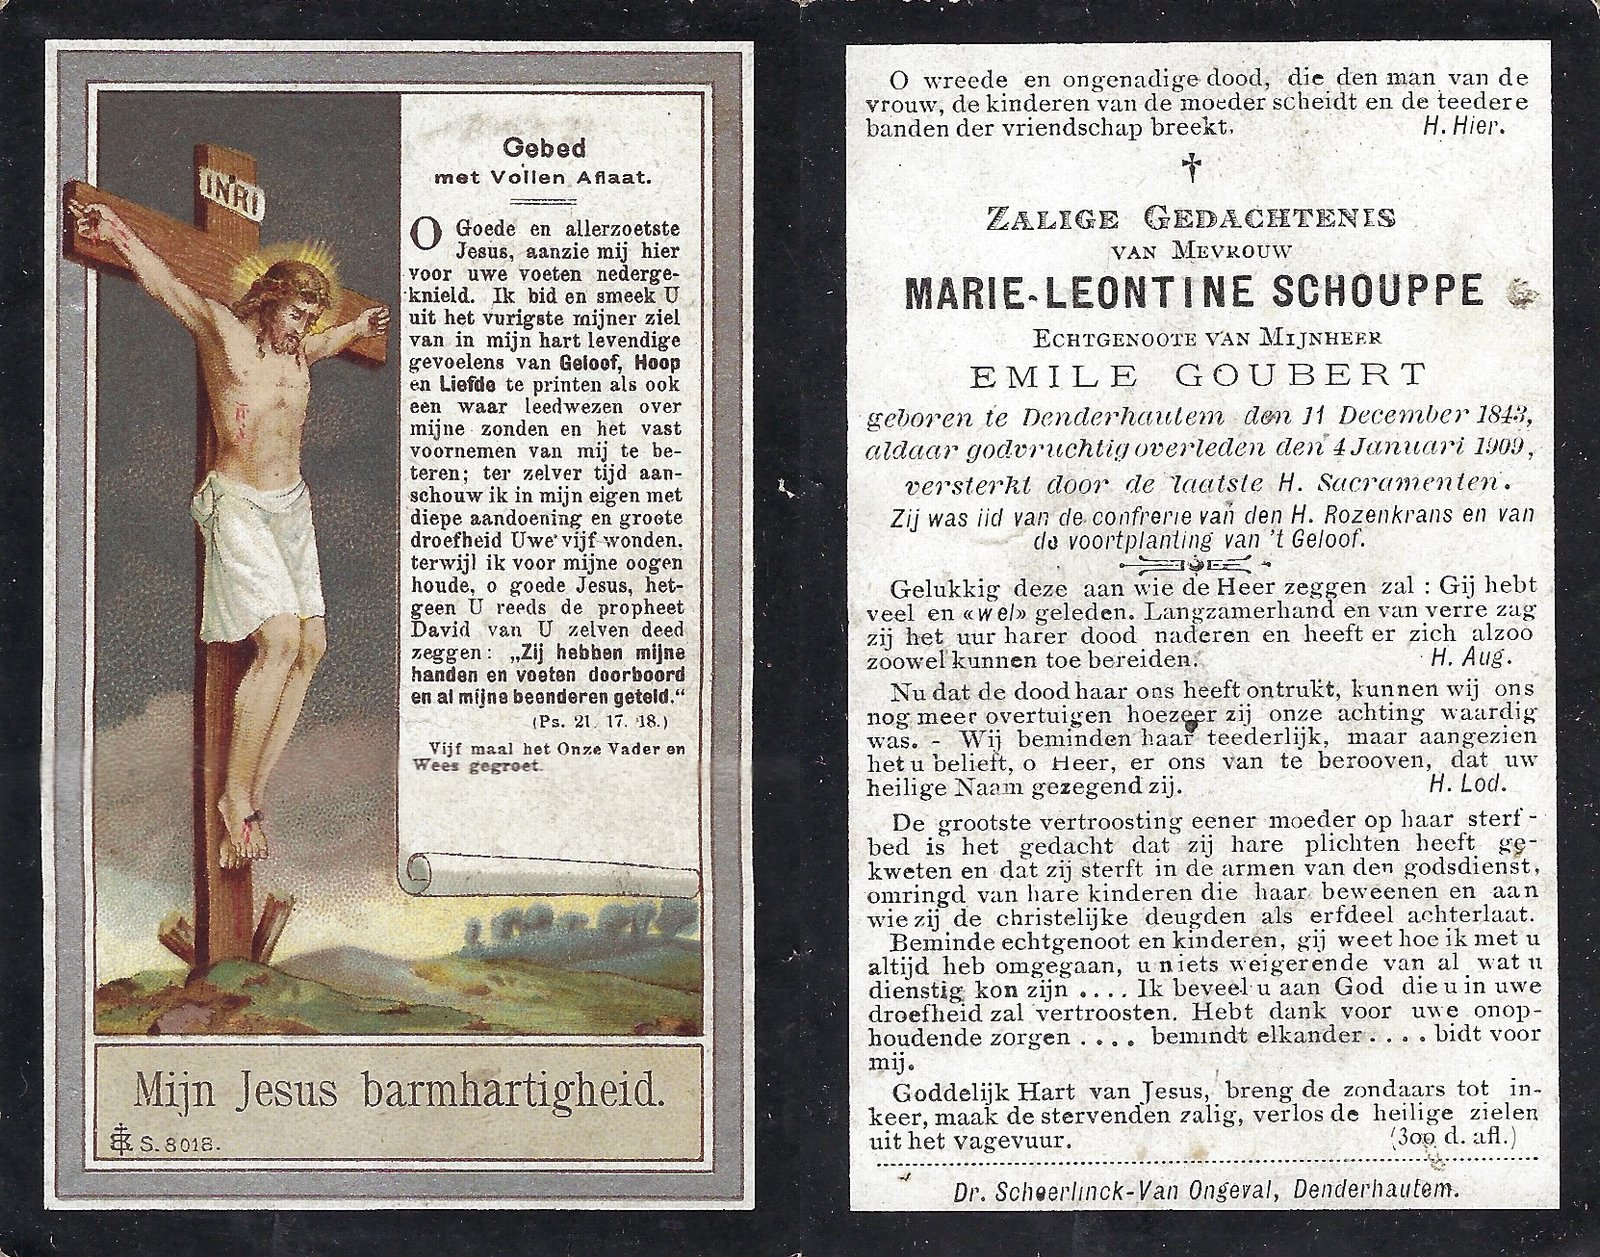 INRI
Gebed
met Vollen Aflaat.
O Goede en allerzoetste
Jesus, aanzie mij hier
voor uwe voeten nederge-
knield. Ik bid en smeek U
uit het vurigste mijner ziel
van in mijn hart levendige
gevoelens van Geloof, Hoop
en Liefde te printen als ook
een waar leedwezen over
mijne zonden en het vast
voornemen van mij te be-
teren; ter zelver tijd aan-
schouw ik in mijn eigen met
diepe aandoening en groote
droefheid Uwe vijf wonden,
terwijl ik voor mijne oogen
houde, o goede Jesus, het-
geen U reeds de propheet
David van U zelven deed
zeggen: „Zij hebben mijne
handen en voeten doorboord
en al mijne beenderen geteld.“
(Ps. 21. 17. 18.)
Vijf maal het Onze Vader en
Wees gegroet.
Mijn Jesus barmhartigheid.
S. 8018.
O wreede en ongenadige dood, die den man van de
vrouw, de kinderen van de moeder scheidt en de teedere
banden der vriendschap breekt. H. Hier.
†
ZALIGE GEDACHTENIS
VAN MEVROUW
MARIE-LEONTINE SCHOUPPE
ECHTGENOOTE VAN MIJNHEER
EMILE GOUBERT
geboren te Denderhautem den 11 December 1843,
aldaar godvruchtig overleden den 4 Januari 1909,
versterkt door de laatste H. Sacramenten.
Zij was lid van de confrerie van den H. Rozenkrans en van
de voortplanting van 't Geloof.
Gelukkig deze aan wie de Heer zeggen zal : Gij hebt
veel en «wel» geleden. Langzamerhand en van verre zag
zij het uur harer dood naderen en heeft er zich alzoo
zoowel kunnen toe bereiden. H. Aug.
Nu dat de dood haar ons heeft ontrukt, kunnen wij ons
nog meer overtuigen hoezeer zij onze achting waardig
was. - Wij beminden haar teederlijk, maar aangezien
het u belieft, o Heer, er ons van te berooven, dat uw
heilige Naam gezegend zij. H. Lod.
De grootste vertroosting eener moeder op haar sterf-
bed is het gedacht dat zij hare plichten heeft ge-
kweten en dat zij sterft in de armen van den godsdienst,
omringd van hare kinderen die haar beweenen en aan
wie zij de christelijke deugden als erfdeel achterlaat.
Beminde echtgenoot en kinderen, gij weet hoe ik met u
altijd heb omgegaan, u niets weigerende van al wat u
dienstig kon zijn .... Ik beveel u aan God die u in uwe
droefheid zal vertroosten. Hebt dank voor uwe onop-
houdende zorgen .... bemindt elkander .... bidt voor
mij.
Goddelijk Hart van Jesus, breng de zondaars tot in-
keer, maak de stervenden zalig, verlos de heilige zielen
uit het vagevuur. (300 d. afl.)
Dr. Scheerlinck-Van Ongeval, Denderhautem.